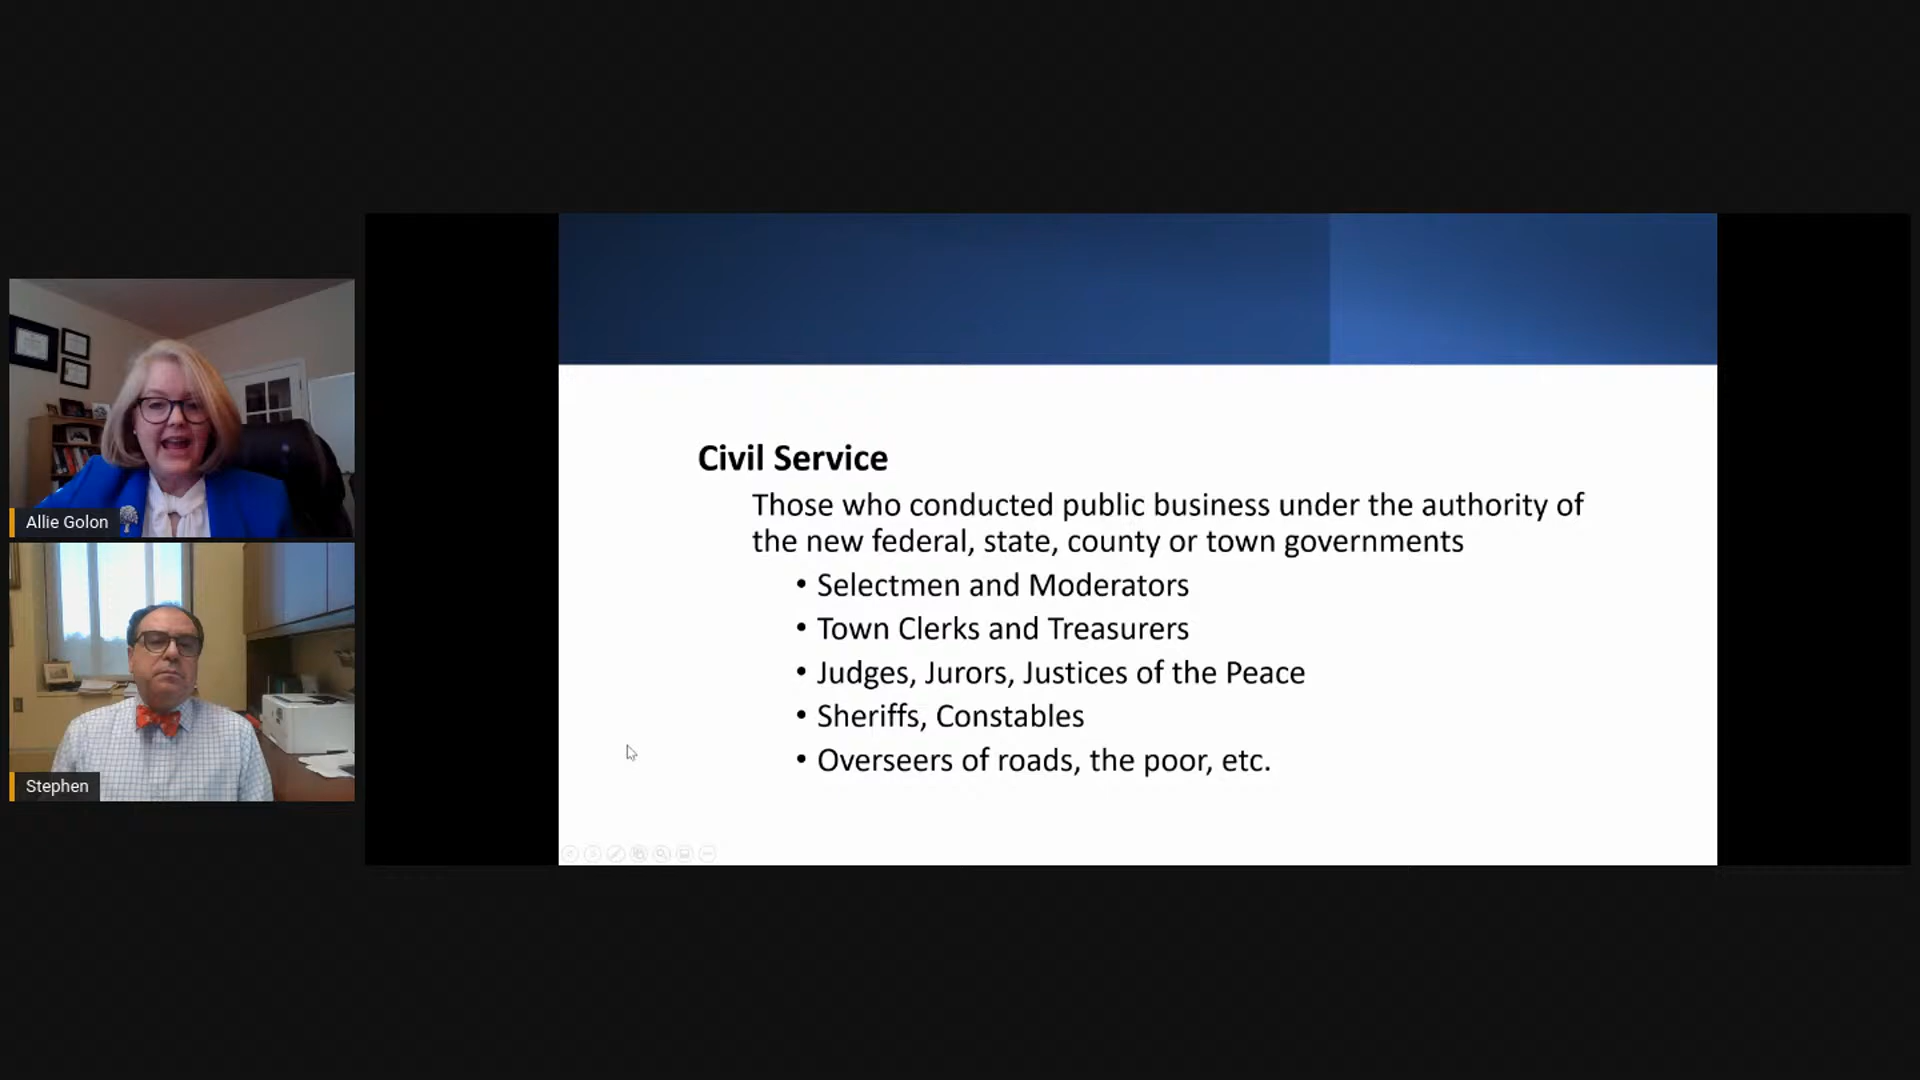 Allie Golon
Stephen
Civil Service
Those who conducted public business under the authority of
the new federal, state, county or town governments
• Selectmen and Moderators
• Town Clerks and Treasurers
• Judges, Jurors, Justices of the Peace
• Sheriffs, Constables
• Overseers of roads, the poor, etc.